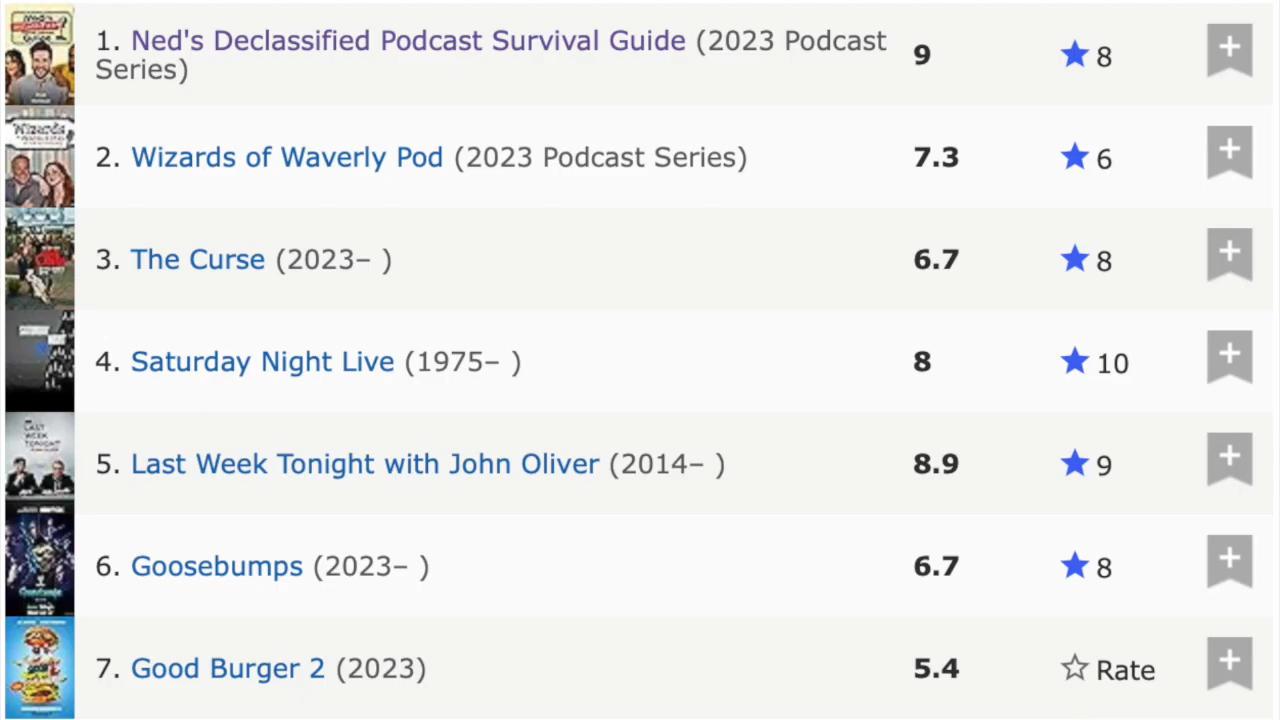 1. Ned's Declassified Podcast Survival Guide (2023 Podcast 9 8
Series)
2. Wizards of Waverly Pod (2023 Podcast Series) 7.3 6
3. The Curse (2023– ) 6.7 8
4. Saturday Night Live (1975– ) 8 10
LAST
WEEK
TONIGHT
5. Last Week Tonight with John Oliver (2014– ) 8.9 9
6. Goosebumps (2023– ) 6.7 8
7. Good Burger 2 (2023) 5.4 Rate